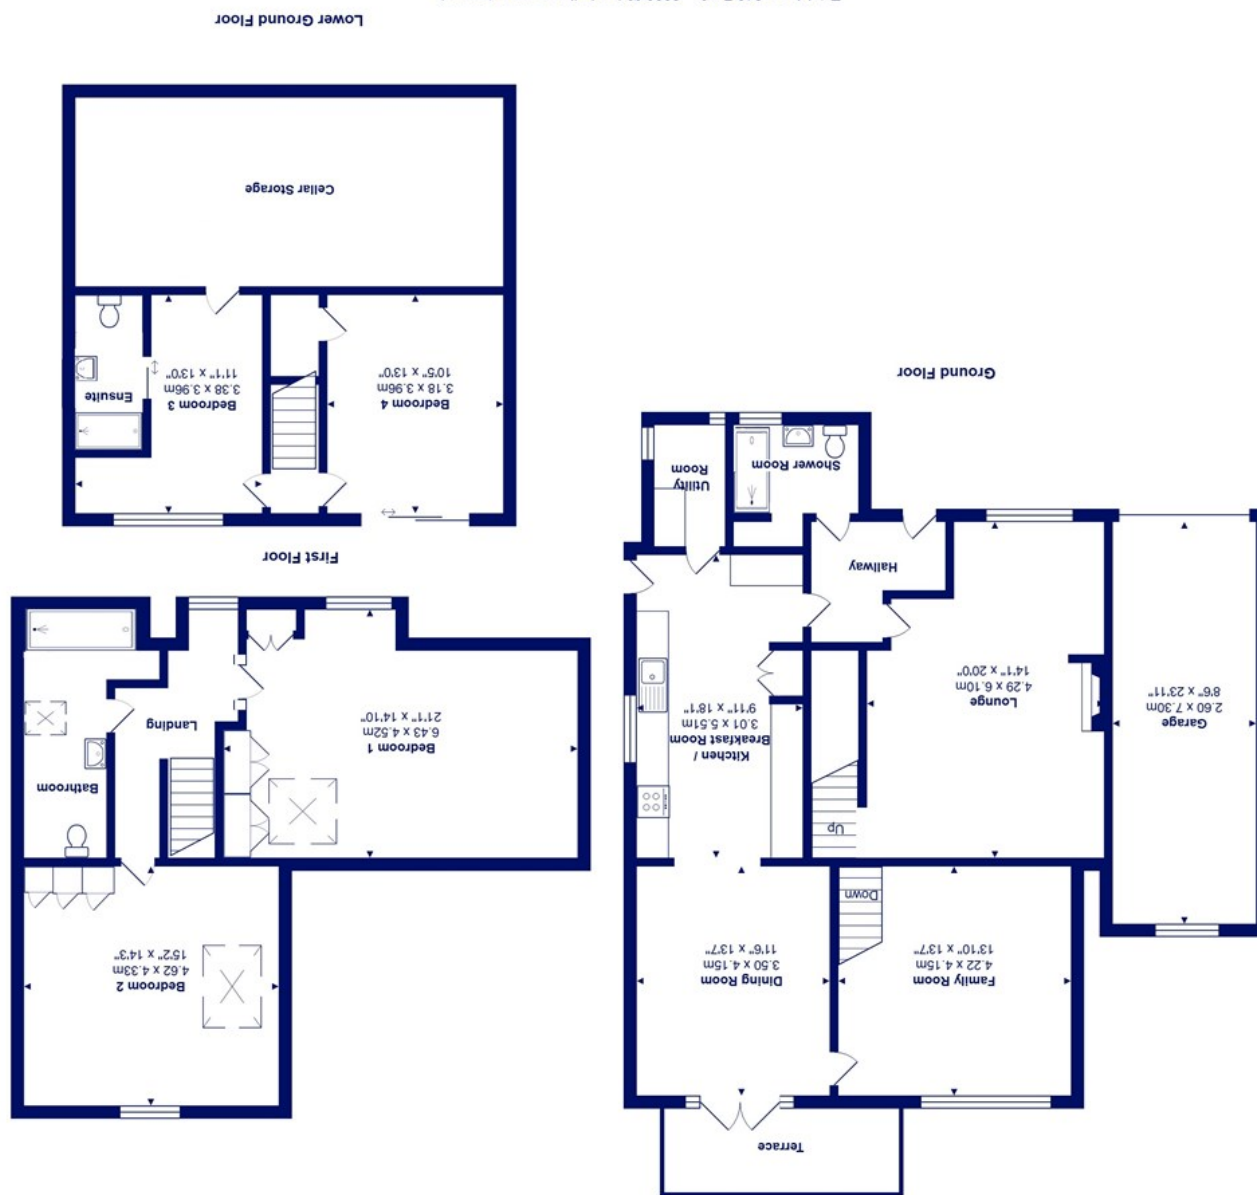 Terrace
Family Room
4.22 x 4.15m
13'10" x 13'7"
Dining Room
3.50 x 4.15m
11'6" x 13'7"
Down
Up
Garage
2.60 x 7.30m
8'6" x 23'11"
Lounge
4.29 x 6.10m
14'1" x 20'0"
Kitchen /
Breakfast Room
3.01 x 5.51m
9'11" x 18'1"
Hallway
Shower Room
Utility
Room
Ground Floor
Bedroom 2
4.62 x 4.33m
15'2" x 14'3"
Bathroom
Landing
Bedroom 1
6.43 x 4.52m
21'1" x 14'10"
First Floor
Bedroom 4
3.18 x 3.96m
10'5" x 13'0"
Bedroom 3
3.38 x 3.96m
11'1" x 13'0"
Ensuite
Cellar Storage
Lower Ground Floor